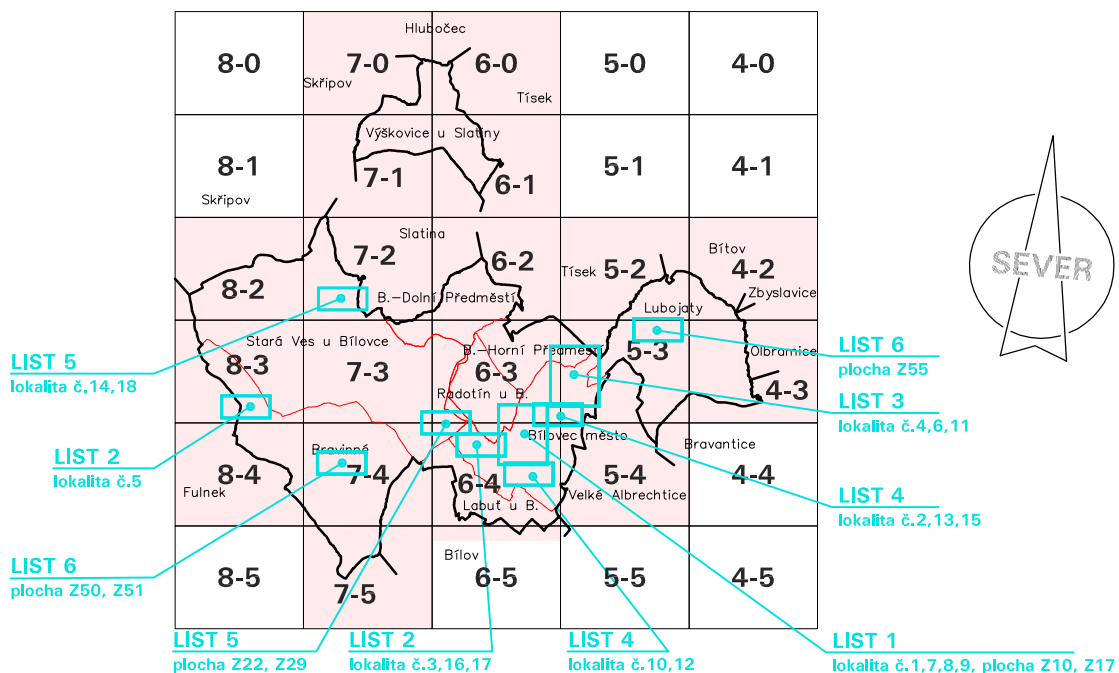 Hlubočec
8-0
7-0
6-0
5-0
4-0
Skřipov
Tísek
Výškovice u Slatiny
8-1
7-1
6-1
5-1
4-1
Skřipov
SEVER
Slatina
Bítov
7-2
6-2
Tísek
5-2
4-2
8-2
B.-Dolní Předměstí
Lubojaty
Zbyslavice
Stará Ves u Bílovce
B.-Horní Předměstí
Olbramice
8-3
7-3
6-3
5-3
4-3
LIST 5
lokalita č.14,18
LIST 6
plocha Z55
Radotín u B.
LIST 3
lokalita č.4,6,11
Bravinné
Bílovec město
Bravantice
LIST 2
lokalita č.5
8-4
7-4
6-4
5-4
4-4
Fulnek
Labuť u B.
Velké Albrechtice
LIST 4
lokalita č.2,13,15
Bílov
LIST 6
plocha Z50, Z51
8-5
7-5
6-5
5-5
4-5
LIST 5
plocha Z22, Z29
LIST 2
lokalita č.3,16,17
LIST 4
lokalita č.10,12
LIST 1
lokalita č.1,7,8,9, plocha Z10, Z17